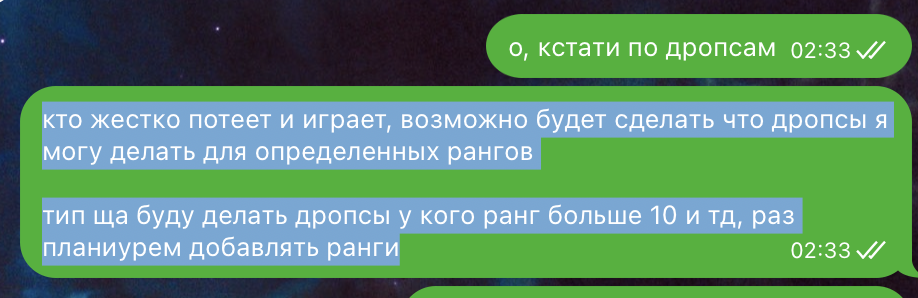 о, кстати по дропсам 02:33
кто жестко потеет и играет, возможно будет сделать что дропсы я
могу делать для определенных рангов
тип ща буду делать дропсы у кого ранг больше 10 и тд, раз
планиурем добавлять ранги 02:33